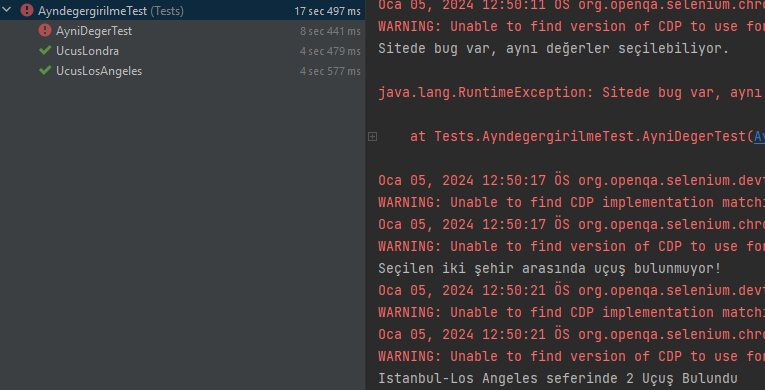 AyndegergirilmeTest (Tests) 17 sec 497 ms
AyniDegerTest 8 sec 441 ms
UcusLondra 4 sec 479 ms
UcusLosAngeles 4 sec 577 ms
Oca 05, 2024 12:50:11 ÖS org.openqa.selenium.chro
WARNING: Unable to find version of CDP to use for
Sitede bug var, aynı değerler seçilebiliyor.
java.lang.RuntimeException: Sitede bug var, aynı
at Tests.AyndegergirilmeTest.AyniDegerTest(Ay
Oca 05, 2024 12:50:17 ÖS org.openqa.selenium.devt
WARNING: Unable to find CDP implementation matchi
Oca 05, 2024 12:50:17 ÖS org.openqa.selenium.chro
WARNING: Unable to find version of CDP to use for
Seçilen iki şehir arasında uçuş bulunmuyor!
Oca 05, 2024 12:50:21 ÖS org.openqa.selenium.devt
WARNING: Unable to find CDP implementation matchi
Oca 05, 2024 12:50:21 ÖS org.openqa.selenium.chro
WARNING: Unable to find version of CDP to use for
Istanbul-Los Angeles seferinde 2 Uçuş Bulundu